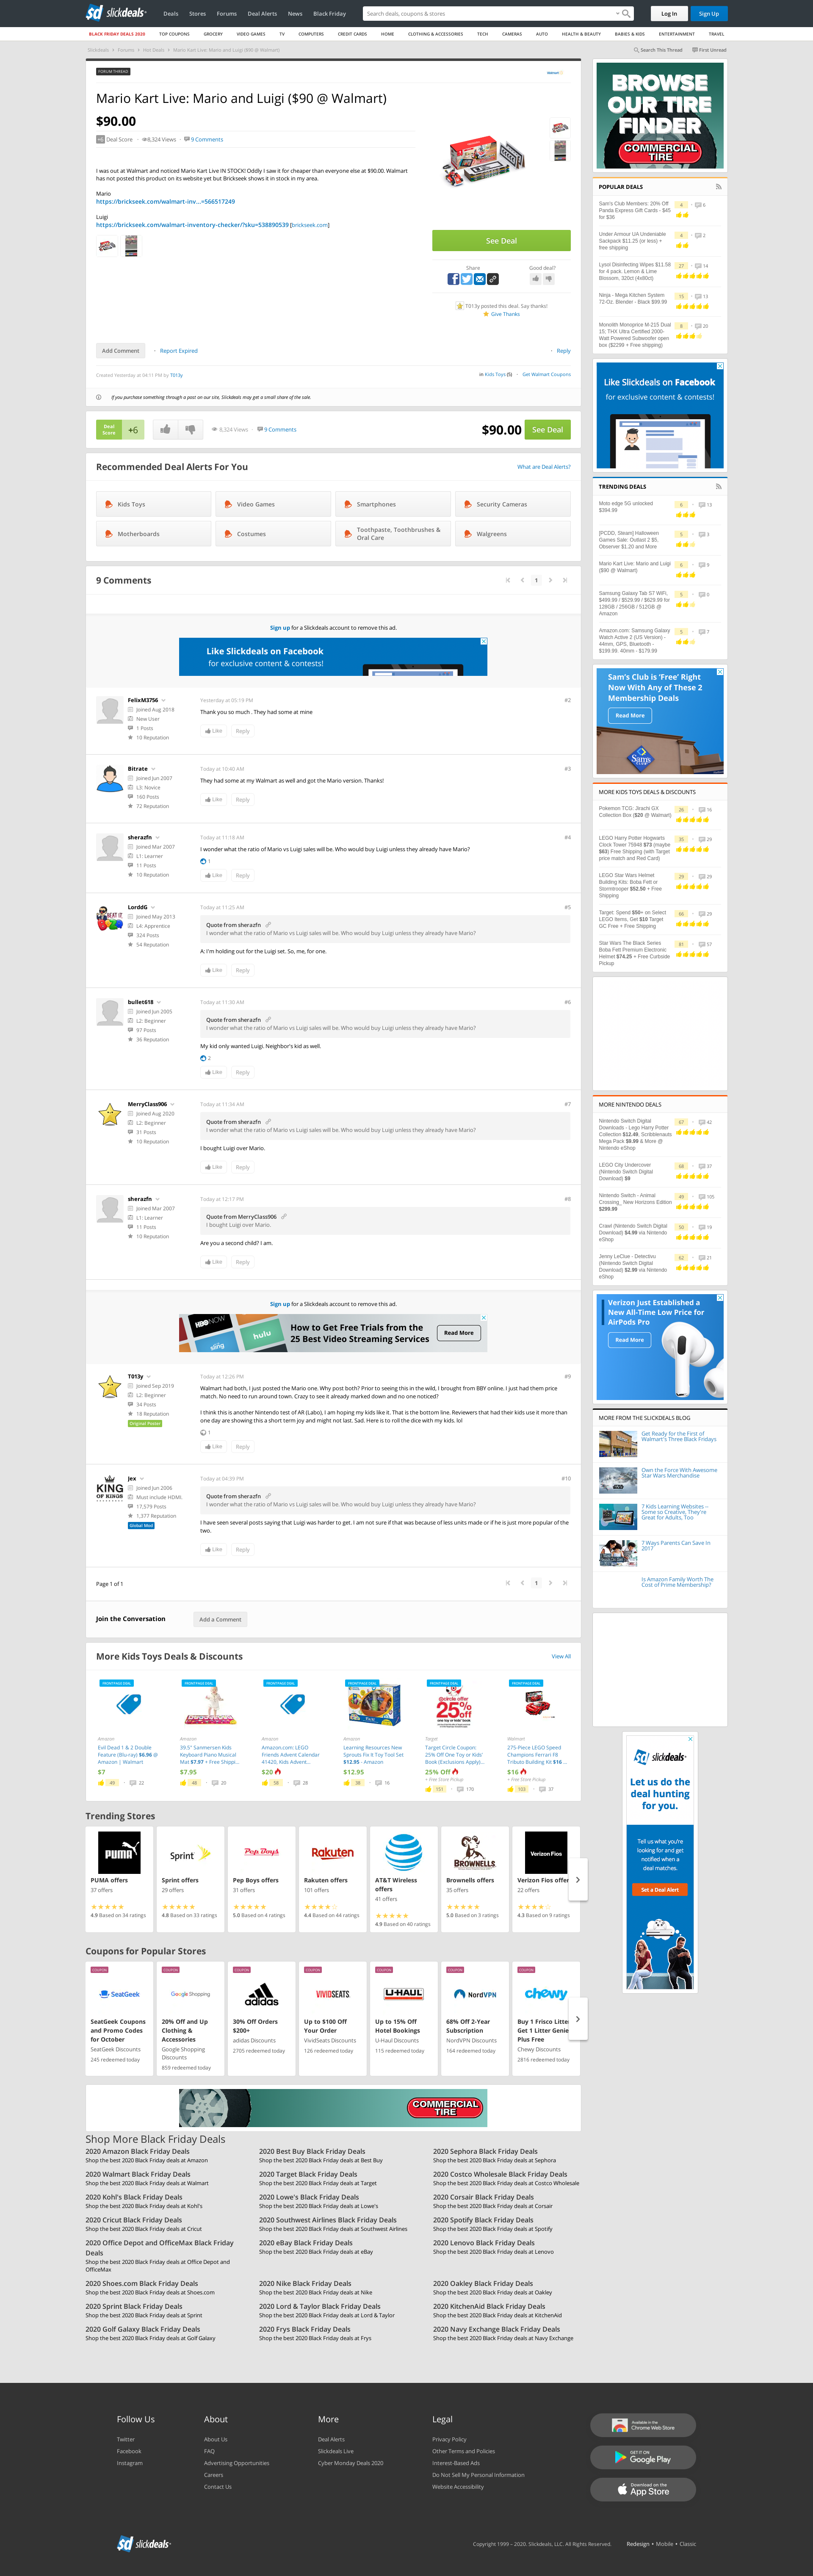 slickdeals
Deals
Stores
Forums
Deal Alerts
News
Black Friday
Search deals, coupons & stores
Log In
Sign Up
BLACK FRIDAY DEALS 2020
TOP COUPONS
GROCERY
VIDEO GAMES
TV
COMPUTERS
CREDIT CARDS
HOME
CLOTHING & ACCESSORIES
TECH
CAMERAS
AUTO
HEALTH & BEAUTY
BABIES & KIDS
ENTERTAINMENT
TRAVEL
Slickdeals
Forums
Hot Deals
Mario Kart Live: Mario and Luigi ($90 @ Walmart)
Search This Thread
First Unread
FORUM THREAD
Mario Kart Live: Mario and Luigi ($90 @ Walmart)
$90.00
+6 Deal Score
8,324 Views
9 Comments
I was out at Walmart and noticed Mario Kart Live IN STOCK! Oddly I saw it for cheaper than everyone else at $90.00. Walmart
has not posted this product on its website yet but Brickseek shows it in stock in my area.
Mario
https://brickseek.com/walmart-inv...=566517249
Luigi
https://brickseek.com/walmart-inventory-checker/?sku=538890539 [brickseek.com]
See Deal
Share
Good deal?
T013y posted this deal. Say thanks!
Give Thanks
Add Comment
Report Expired
Reply
Created Yesterday at 04:11 PM by T013y
in Kids Toys (5)
Get Walmart Coupons
If you purchase something through a post on our site, Slickdeals may get a small share of the sale.
Deal
Score
+6
8,324 Views
9 Comments
$90.00
See Deal
Recommended Deal Alerts For You
What are Deal Alerts?
Kids Toys
Video Games
Smartphones
Security Cameras
Motherboards
Costumes
Toothpaste, Toothbrushes &
Oral Care
Walgreens
9 Comments
1
Sign up for a Slickdeals account to remove this ad.
Like Slickdeals on Facebook
for exclusive content & contests!
FelixM3756
Joined Aug 2018
New User
1 Posts
10 Reputation
Yesterday at 05:19 PM
#2
Thank you so much . They had some at mine
Like
Reply
Bitrate
Joined Jun 2007
L3: Novice
160 Posts
72 Reputation
Today at 10:40 AM
#3
They had some at my Walmart as well and got the Mario version. Thanks!
Like
Reply
sherazfn
Joined Mar 2007
L1: Learner
11 Posts
10 Reputation
Today at 11:18 AM
#4
I wonder what the ratio of Mario vs Luigi sales will be. Who would buy Luigi unless they already have Mario?
1
Like
Reply
LorddG
Joined May 2013
L4: Apprentice
324 Posts
54 Reputation
Today at 11:25 AM
#5
Quote from sherazfn
I wonder what the ratio of Mario vs Luigi sales will be. Who would buy Luigi unless they already have Mario?
A: I'm holding out for the Luigi set. So, me, for one.
Like
Reply
bullet618
Joined Jun 2005
L2: Beginner
97 Posts
36 Reputation
Today at 11:30 AM
#6
Quote from sherazfn
I wonder what the ratio of Mario vs Luigi sales will be. Who would buy Luigi unless they already have Mario?
My kid only wanted Luigi. Neighbor's kid as well.
2
Like
Reply
MerryClass906
Joined Aug 2020
L2: Beginner
31 Posts
10 Reputation
Today at 11:34 AM
#7
Quote from sherazfn
I wonder what the ratio of Mario vs Luigi sales will be. Who would buy Luigi unless they already have Mario?
I bought Luigi over Mario.
Like
Reply
sherazfn
Joined Mar 2007
L1: Learner
11 Posts
10 Reputation
Today at 12:17 PM
#8
Quote from MerryClass906
I bought Luigi over Mario.
Are you a second child? I am.
Like
Reply
Sign up for a Slickdeals account to remove this ad.
HBO NOW
sling
hulu
How to Get Free Trials from the
25 Best Video Streaming Services
Read More
T013y
Joined Sep 2019
L2: Beginner
34 Posts
18 Reputation
Original Poster
Today at 12:26 PM
#9
Walmart had both, I just posted the Mario one. Why post both? Prior to seeing this in the wild, I brought from BBY online. I just had them price
match. No need to run around town. Crazy to see it already marked down and no one noticed?
I think this is another Nintendo test of AR (Labo), I am hoping my kids like it. That is the bottom line. Reviewers that had their kids use it more than
one day are showing this a short term joy and might not last. Sad. Here is to roll the dice with my kids. lol
1
Like
Reply
KING
OF KINGS
Jex
Joined Jun 2006
Must include HDMI.
17,579 Posts
1,377 Reputation
Global Mod
Today at 04:39 PM
#10
Quote from sherazfn
I wonder what the ratio of Mario vs Luigi sales will be. Who would buy Luigi unless they already have Mario?
I have seen several posts saying that Luigi was harder to get. I am not sure if that was because of less units made or if he is just more popular of the
two.
Like
Reply
Page 1 of 1
1
Join the Conversation
Add a Comment
More Kids Toys Deals & Discounts
View All
FRONTPAGE DEAL
Amazon
Evil Dead 1 & 2 Double
Feature (Blu-ray) $6.96 @
Amazon | Walmart
$7
49
22
FRONTPAGE DEAL
Amazon
39.5" Sanmersen Kids
Keyboard Piano Musical
Mat $7.97 + Free Shippi...
$7.95
48
20
FRONTPAGE DEAL
Amazon
Amazon.com: LEGO
Friends Advent Calendar
41420, Kids Advent...
$20
58
28
FRONTPAGE DEAL
Amazon
Learning Resources New
Sprouts Fix It Toy Tool Set
$12.95 - Amazon
$12.95
38
16
FRONTPAGE DEAL
circle offer
25% off
one toy or kids' book
Target
Target Circle Coupon:
25% Off One Toy or Kids'
Book (Exclusions Apply)...
25% Off
+ Free Store Pickup
151
170
FRONTPAGE DEAL
Walmart
275-Piece LEGO Speed
Champions Ferrari F8
Tributo Building Kit $16 ...
$16
+ Free Store Pickup
103
37
Trending Stores
PUMA
PUMA offers
37 offers
4.9 Based on 34 ratings
Sprint
Sprint offers
29 offers
4.8 Based on 33 ratings
Pep Boys
Pep Boys offers
31 offers
5.0 Based on 4 ratings
Rakuten
Rakuten offers
101 offers
4.4 Based on 44 ratings
AT&T Wireless
offers
41 offers
4.9 Based on 40 ratings
BROWNELLS
Brownells offers
35 offers
5.0 Based on 3 ratings
Verizon Fios
Verizon Fios offer
22 offers
4.3 Based on 9 ratings
Coupons for Popular Stores
COUPON
SeatGeek
SeatGeek Coupons
and Promo Codes
for October
SeatGeek Discounts
245 redeemed today
COUPON
Google Shopping
20% Off and Up
Clothing &
Accessories
Google Shopping
Discounts
859 redeemed today
COUPON
adidas
30% Off Orders
$200+
adidas Discounts
2705 redeemed today
COUPON
VIVIDSEATS
Up to $100 Off
Your Order
VividSeats Discounts
126 redeemed today
COUPON
U-HAUL
Up to 15% Off
Hotel Bookings
U-Haul Discounts
115 redeemed today
COUPON
NordVPN
68% Off 2-Year
Subscription
NordVPN Discounts
164 redeemed today
COUPON
chewy
Buy 1 Frisco Litter
Get 1 Litter Genie
Plus Free
Chewy Discounts
2816 redeemed today
COMMERCIAL
TIRE
Shop More Black Friday Deals
2020 Amazon Black Friday Deals
Shop the best 2020 Black Friday deals at Amazon
2020 Best Buy Black Friday Deals
Shop the best 2020 Black Friday deals at Best Buy
2020 Sephora Black Friday Deals
Shop the best 2020 Black Friday deals at Sephora
2020 Walmart Black Friday Deals
Shop the best 2020 Black Friday deals at Walmart
2020 Target Black Friday Deals
Shop the best 2020 Black Friday deals at Target
2020 Costco Wholesale Black Friday Deals
Shop the best 2020 Black Friday deals at Costco Wholesale
2020 Kohl's Black Friday Deals
Shop the best 2020 Black Friday deals at Kohl's
2020 Lowe's Black Friday Deals
Shop the best 2020 Black Friday deals at Lowe's
2020 Corsair Black Friday Deals
Shop the best 2020 Black Friday deals at Corsair
2020 Cricut Black Friday Deals
Shop the best 2020 Black Friday deals at Cricut
2020 Southwest Airlines Black Friday Deals
Shop the best 2020 Black Friday deals at Southwest Airlines
2020 Spotify Black Friday Deals
Shop the best 2020 Black Friday deals at Spotify
2020 Office Depot and OfficeMax Black Friday
Deals
Shop the best 2020 Black Friday deals at Office Depot and
OfficeMax
2020 eBay Black Friday Deals
Shop the best 2020 Black Friday deals at eBay
2020 Lenovo Black Friday Deals
Shop the best 2020 Black Friday deals at Lenovo
2020 Shoes.com Black Friday Deals
Shop the best 2020 Black Friday deals at Shoes.com
2020 Nike Black Friday Deals
Shop the best 2020 Black Friday deals at Nike
2020 Oakley Black Friday Deals
Shop the best 2020 Black Friday deals at Oakley
2020 Sprint Black Friday Deals
Shop the best 2020 Black Friday deals at Sprint
2020 Lord & Taylor Black Friday Deals
Shop the best 2020 Black Friday deals at Lord & Taylor
2020 KitchenAid Black Friday Deals
Shop the best 2020 Black Friday deals at KitchenAid
2020 Golf Galaxy Black Friday Deals
Shop the best 2020 Black Friday deals at Golf Galaxy
2020 Frys Black Friday Deals
Shop the best 2020 Black Friday deals at Frys
2020 Navy Exchange Black Friday Deals
Shop the best 2020 Black Friday deals at Navy Exchange
BROWSE
OUR TIRE
FINDER
COMMERCIAL
TIRE
POPULAR DEALS
Sam's Club Members: 20% Off
Panda Express Gift Cards - $45
for $36
4
6
Under Armour UA Undeniable
Sackpack $11.25 (or less) +
free shipping
4
2
Lysol Disinfecting Wipes $11.58
for 4 pack. Lemon & Lime
Blossom, 320ct (4x80ct)
27
14
Ninja - Mega Kitchen System
72-Oz. Blender - Black $99.99
15
13
Monolith Monoprice M-215 Dual
15; THX Ultra Certified 2000-
Watt Powered Subwoofer open
box ($2299 + Free shipping)
8
20
Like Slickdeals on Facebook
for exclusive content & contests!
TRENDING DEALS
Moto edge 5G unlocked
$394.99
6
13
[PCDD, Steam] Halloween
Games Sale: Outlast 2 $5,
Observer $1.20 and More
5
3
Mario Kart Live: Mario and Luigi
($90 @ Walmart)
6
9
Samsung Galaxy Tab S7 WiFi,
$499.99 / $529.99 / $629.99 for
128GB / 256GB / 512GB @
Amazon
5
0
Amazon.com: Samsung Galaxy
Watch Active 2 (US Version) -
44mm, GPS, Bluetooth -
$199.99. 40mm - $179.99
5
7
Sam's Club is 'Free' Right
Now With Any of These 2
Membership Deals
Read More
Sam's
MORE KIDS TOYS DEALS & DISCOUNTS
Pokemon TCG: Jirachi GX
Collection Box ($20 @ Walmart)
26
16
LEGO Harry Potter Hogwarts
Clock Tower 75948 $73 (maybe
$63) Free Shipping (with Target
price match and Red Card)
30
29
LEGO Star Wars Helmet
Building Kits: Boba Fett or
Stormtrooper $52.50 + Free
Shipping
29
29
Target: Spend $50+ on Select
LEGO Items, Get $10 Target
GC Free + Free Shipping
66
29
Star Wars The Black Series
Boba Fett Premium Electronic
Helmet $74.25 + Free Curbside
Pickup
81
57
MORE NINTENDO DEALS
Nintendo Switch Digital
Downloads - Lego Harry Potter
Collection $12.49, Scribblenauts
Mega Pack $9.99 & More @
Nintendo eShop
67
42
LEGO City Undercover
(Nintendo Switch Digital
Download) $9
68
37
Nintendo Switch - Animal
Crossing_ New Horizons Edition
$299.99
49
105
Crawl (Nintendo Switch Digital
Download) $4.99 via Nintendo
eShop
50
19
Jenny LeClue - Detectivu
(Nintendo Switch Digital
Download) $2.99 via Nintendo
eShop
62
21
Verizon Just Established a
New All-Time Low Price for
AirPods Pro
Read More
MORE FROM THE SLICKDEALS BLOG
Get Ready for the First of
Walmart's Three Black Fridays
Own the Force With Awesome
Star Wars Merchandise
7 Kids Learning Websites –
Some so Creative, They're
Great for Adults, Too
7 Ways Parents Can Save In
2017
Is Amazon Family Worth The
Cost of Prime Membership?
slickdeals
Let us do the
deal hunting
for you.
Tell us what you're
looking for and get
notified when a
deal matches.
Set a Deal Alert
Follow Us
Twitter
Facebook
Instagram
About
About Us
FAQ
Advertising Opportunities
Careers
Contact Us
More
Deal Alerts
Slickdeals Live
Cyber Monday Deals 2020
Legal
Privacy Policy
Other Terms and Policies
Interest-Based Ads
Do Not Sell My Personal Information
Website Accessibility
Available in the
Chrome Web Store
GET IT ON
Google Play
Download on the
App Store
slickdeals
Copyright 1999 – 2020. Slickdeals, LLC. All Rights Reserved.
Redesign • Mobile • Classic